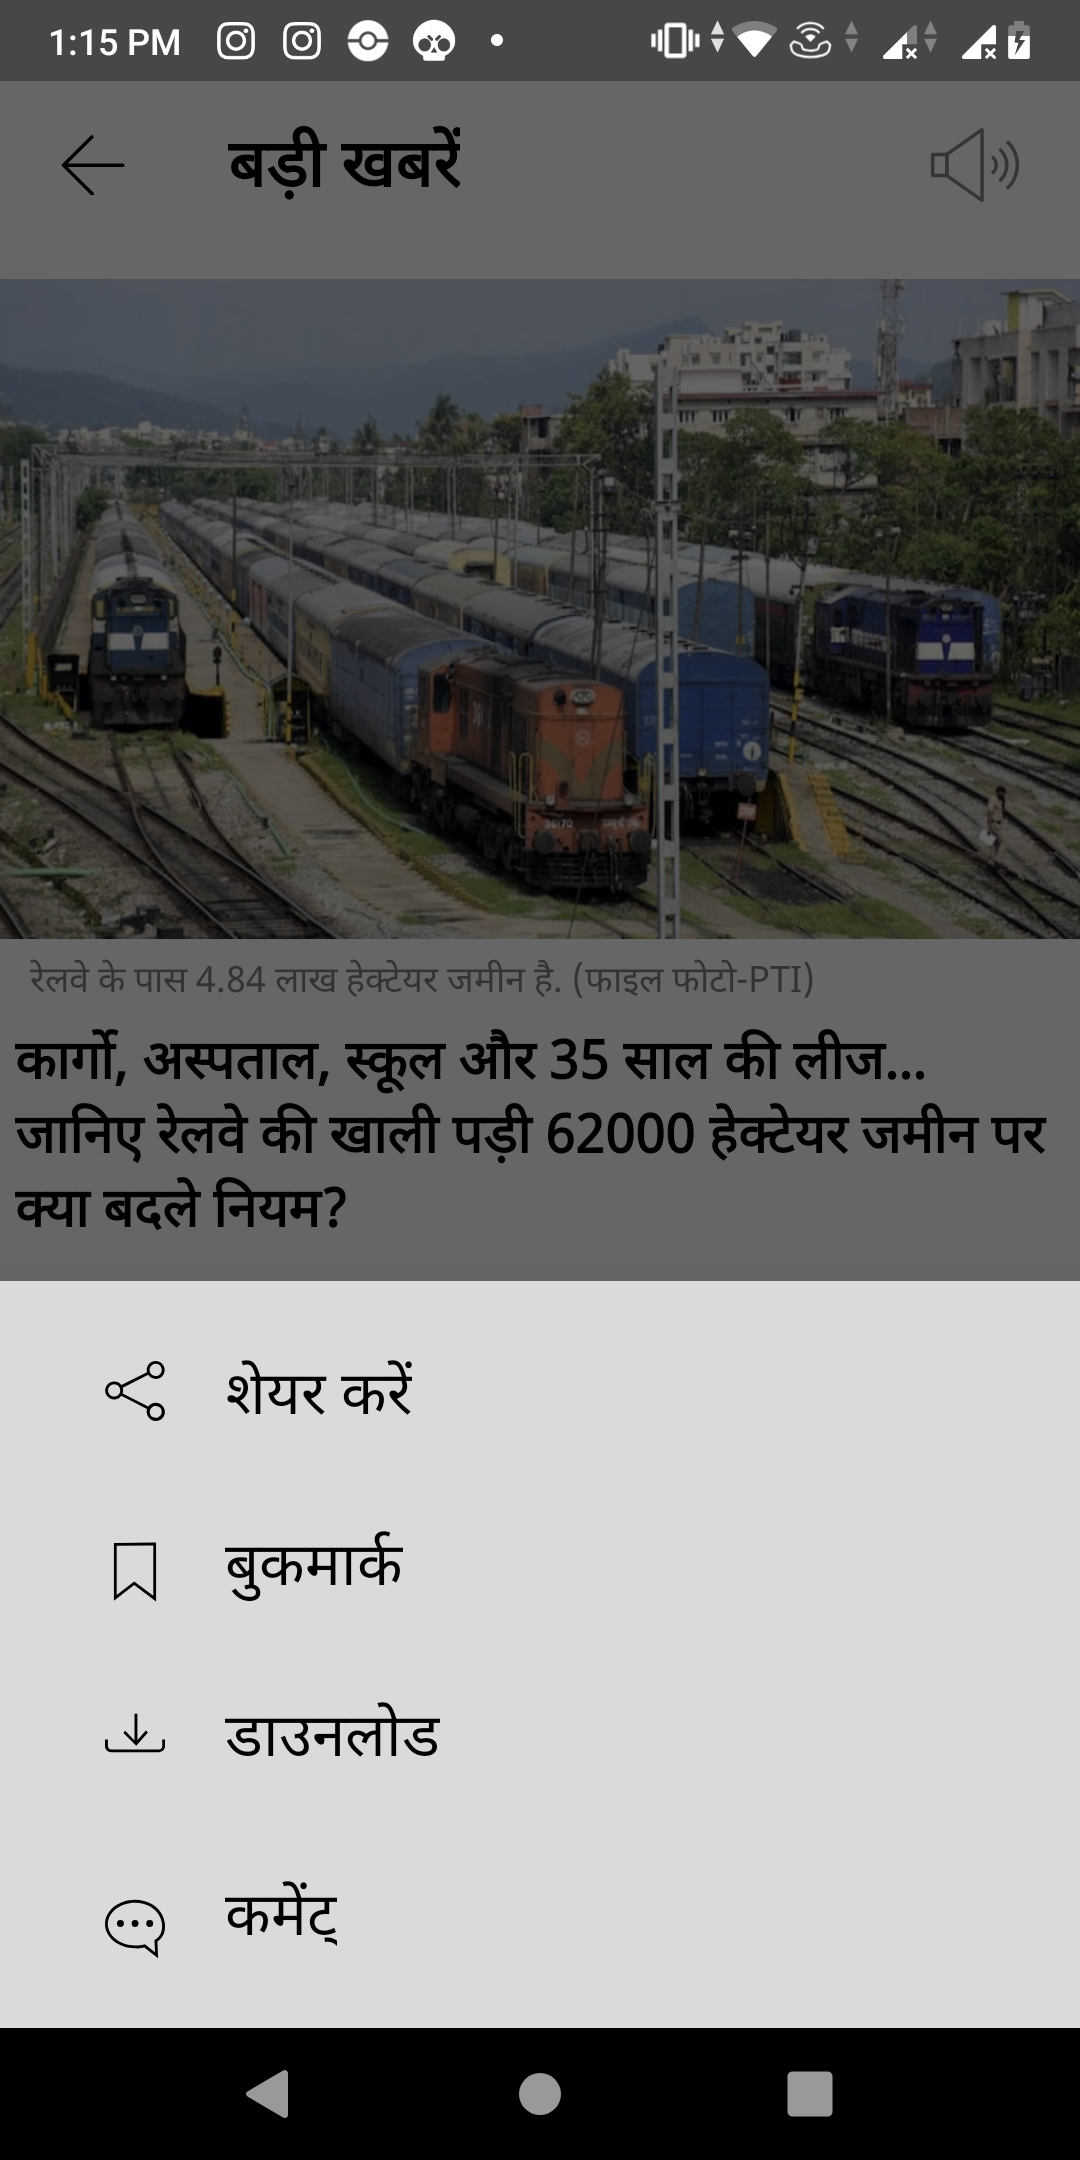 1:15 PM
बड़ी खबरें
रेलवे के पास 4.84 लाख हेक्टेयर जमीन है. (फाइल फोटो-PTI)
कार्गो, अस्पताल, स्कूल और 35 साल की लीज...
जानिए रेलवे की खाली पड़ी 62000 हेक्टेयर जमीन पर
क्या बदले नियम?
शेयर करें
बुकमार्क
डाउनलोड
कमेंट्